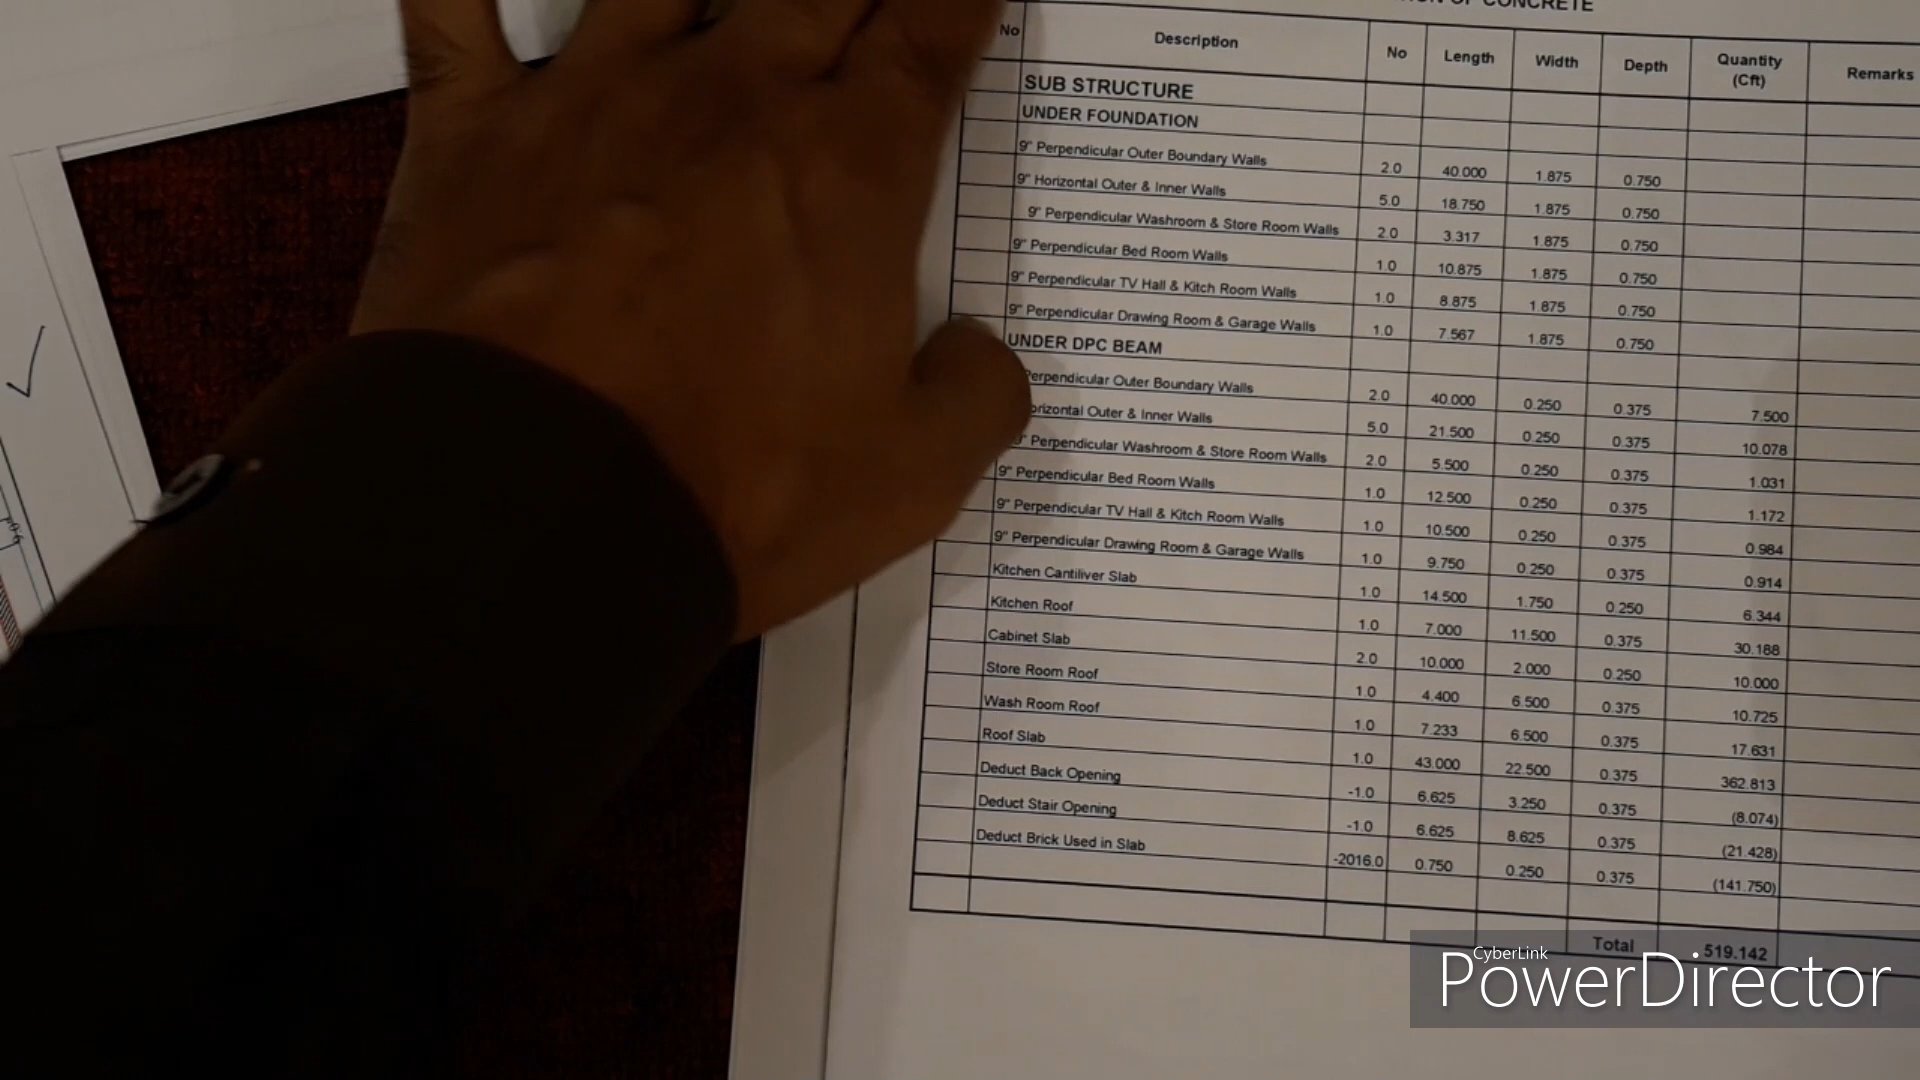 OF CONCRETE
No Description No Length Width Depth Quantity (Cft) Remarks
SUB STRUCTURE
UNDER FOUNDATION
9" Perpendicular Outer Boundary Walls 2.0 40.000 1.875 0.750
9" Horizontal Outer & Inner Walls 5.0 18.750 1.875 0.750
9" Perpendicular Washroom & Store Room Walls 2.0 3.317 1.875 0.750
9" Perpendicular Bed Room Walls 1.0 10.875 1.875 0.750
9" Perpendicular TV Hall & Kitch Room Walls 1.0 8.875 1.875 0.750
9" Perpendicular Drawing Room & Garage Walls 1.0 7.567 1.875 0.750
UNDER DPC BEAM
Perpendicular Outer Boundary Walls 2.0 40.000 0.250 0.375 7.500
orizontal Outer & Inner Walls 5.0 21.500 0.250 0.375 10.078
9" Perpendicular Washroom & Store Room Walls 2.0 5.500 0.250 0.375 1.031
9" Perpendicular Bed Room Walls 1.0 12.500 0.250 0.375 1.172
9" Perpendicular TV Hall & Kitch Room Walls 1.0 10.500 0.250 0.375 0.984
9" Perpendicular Drawing Room & Garage Walls 1.0 9.750 0.250 0.375 0.914
Kitchen Cantiliver Slab 1.0 14.500 1.750 0.250 6.344
Kitchen Roof 1.0 7.000 11.500 0.375 30.188
Cabinet Slab 2.0 10.000 2.000 0.250 10.000
Store Room Roof 1.0 4.400 6.500 0.375 10.725
Wash Room Roof 1.0 7.233 6.500 0.375 17.631
Roof Slab 1.0 43.000 22.500 0.375 362.813
Deduct Back Opening -1.0 6.625 3.250 0.375 (8.074)
Deduct Stair Opening -1.0 6.625 8.625 0.375 (21.428)
Deduct Brick Used in Slab -2016.0 0.750 0.250 0.375 (141.750)
Total 519.142
CyberLink
PowerDirector